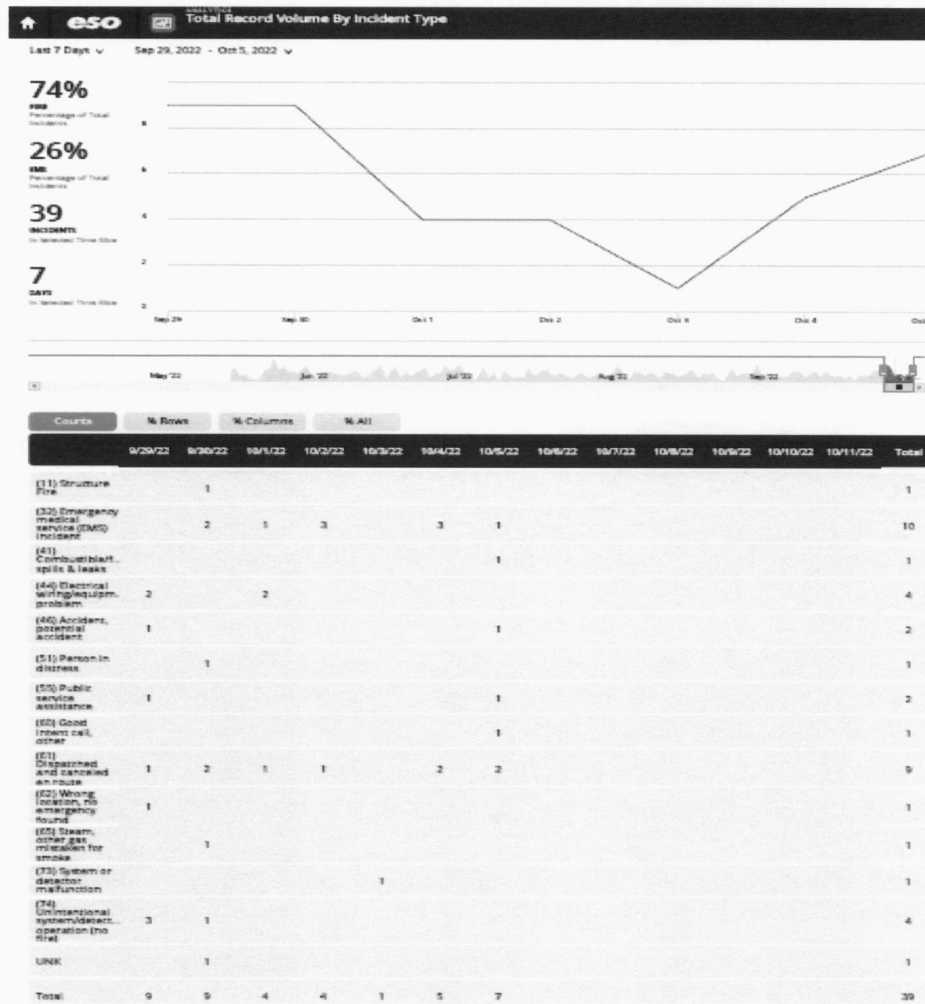 eso
ANALYTICS
Total Record Volume By Incident Type
Last 7 Days
Sep 29, 2022 - Oct 5, 2022
74%
FIRE
Percentage of Total
Incidents
26%
EMS
Percentage of Total
Incidents
39
INCIDENTS
In Selected Time Slice
7
DAYS
In Selected Time Slice
8
6
4
2
0
Sep 29 Sep 30 Oct 1 Oct 2 Oct 3 Oct 4 Oct
May '22 Jun '22 Jul '22 Aug '22 Sep '22
Counts % Rows % Columns % All
9/29/22 9/30/22 10/1/22 10/2/22 10/3/22 10/4/22 10/5/22 10/6/22 10/7/22 10/8/22 10/9/22 10/10/22 10/11/22 Total
(11) Structure
Fire
1 1
(32) Emergency
medical
service (EMS)
incident
2 1 3 3 1 10
(41)
Combustible/f...
spills & leaks
1 1
(44) Electrical
wiring/equipm...
problem
2 2 4
(46) Accident,
potential
accident
1 1 2
(51) Person in
distress
1 1
(55) Public
service
assistance
1 1 2
(60) Good
intent call,
other
1 1
(61)
Dispatched
and canceled
en route
1 2 1 1 2 2 9
(62) Wrong
location, no
emergency
found
1 1
(65) Steam,
other gas
mistaken for
smoke
1 1
(73) System or
detector
malfunction
1 1
(74)
Unintentional
system/detect...
operation (no
fire)
3 1 4
UNK
1 1
Total 9 9 4 4 1 5 7 39